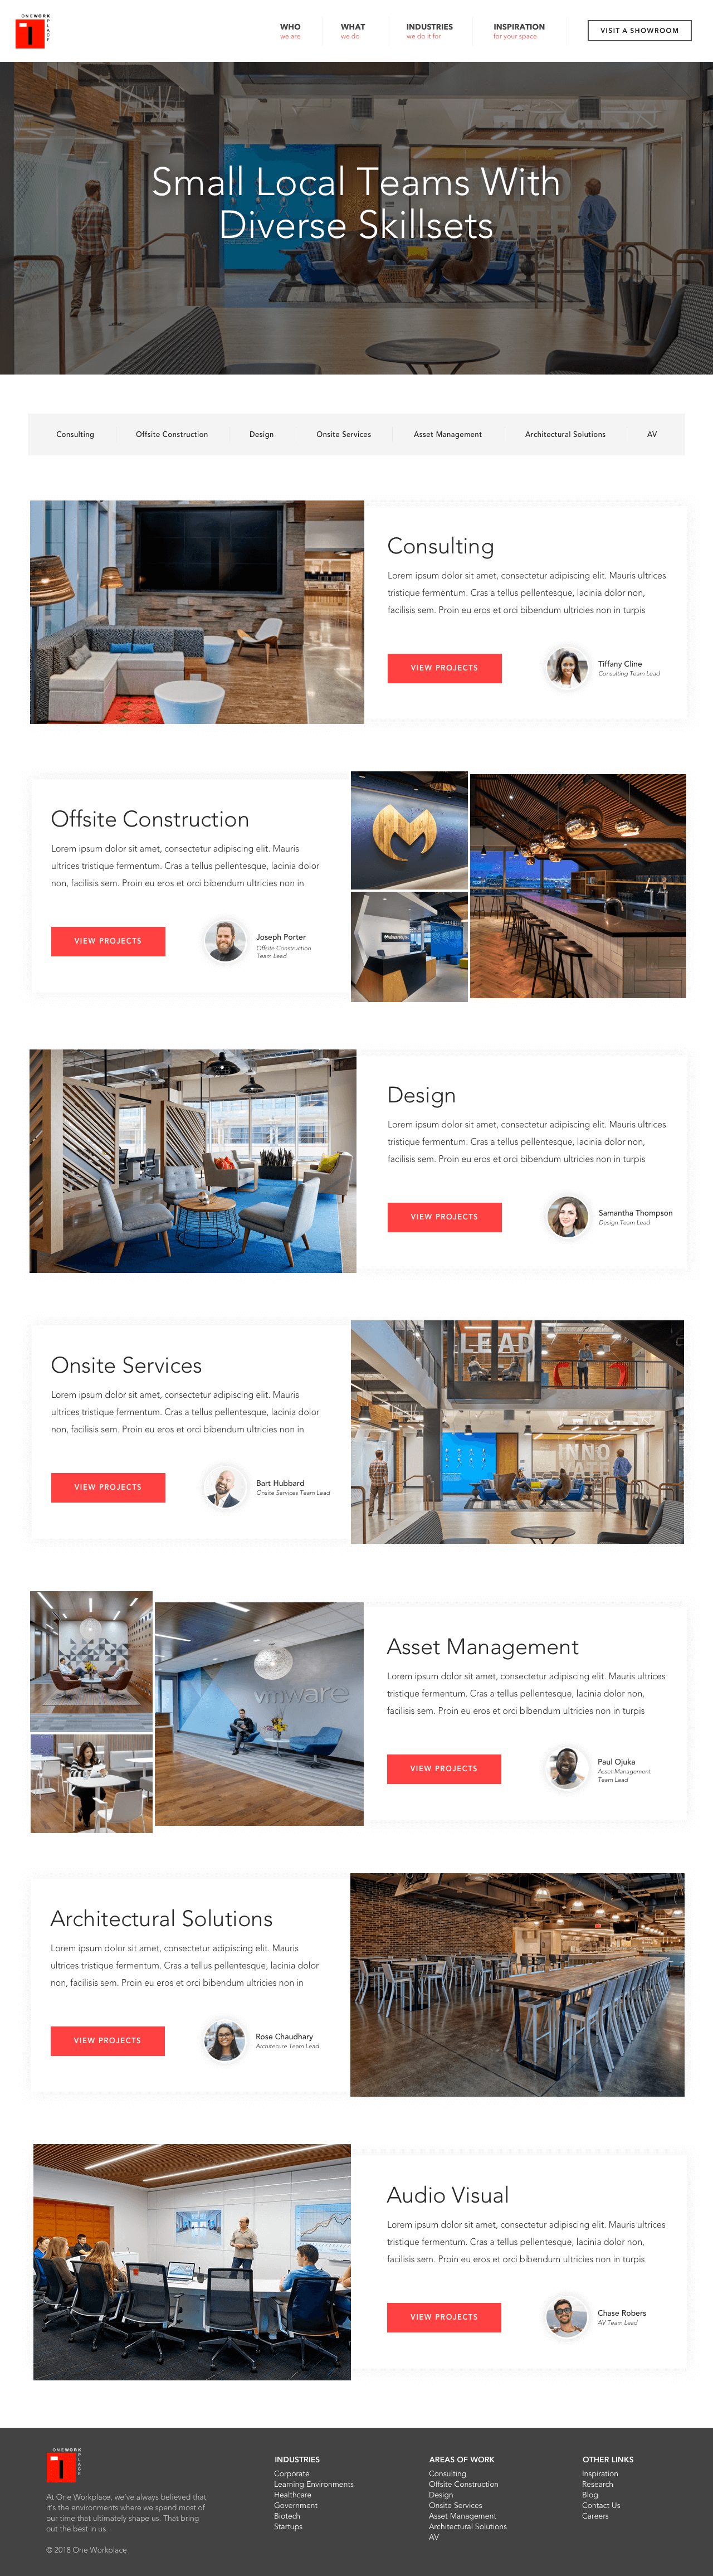 ONEWORK
PLACE
WHO
we are
WHAT
we do
INDUSTRIES
we do it for
INSPIRATION
for your space
VISIT A SHOWROOM
Small Local Teams With
Diverse Skillsets
Consulting
Offsite Construction
Design
Onsite Services
Asset Management
Architectural Solutions
AV
Consulting
Lorem ipsum dolor sit amet, consectetur adipiscing elit. Mauris ultrices
tristique fermentum. Cras a tellus pellentesque, lacinia dolor non,
facilisis sem. Proin eu eros et orci bibendum ultricies non in turpis
VIEW PROJECTS
Tiffany Cline
Consulting Team Lead
Offsite Construction
Lorem ipsum dolor sit amet, consectetur adipiscing elit. Mauris
ultrices tristique fermentum. Cras a tellus pellentesque, lacinia dolor
non, facilisis sem. Proin eu eros et orci bibendum ultricies non in
VIEW PROJECTS
Joseph Porter
Offsite Construction
Team Lead
Design
Lorem ipsum dolor sit amet, consectetur adipiscing elit. Mauris ultrices
tristique fermentum. Cras a tellus pellentesque, lacinia dolor non,
facilisis sem. Proin eu eros et orci bibendum ultricies non in turpis
VIEW PROJECTS
Samantha Thompson
Design Team Lead
Onsite Services
Lorem ipsum dolor sit amet, consectetur adipiscing elit. Mauris
ultrices tristique fermentum. Cras a tellus pellentesque, lacinia dolor
non, facilisis sem. Proin eu eros et orci bibendum ultricies non in
VIEW PROJECTS
Bart Hubbard
Onsite Services Team Lead
LEAD
INNO
VATE
vmware
Asset Management
Lorem ipsum dolor sit amet, consectetur adipiscing elit. Mauris ultrices
tristique fermentum. Cras a tellus pellentesque, lacinia dolor non,
facilisis sem. Proin eu eros et orci bibendum ultricies non in turpis
VIEW PROJECTS
Paul Ojuka
Asset Management
Team Lead
Architectural Solutions
Lorem ipsum dolor sit amet, consectetur adipiscing elit. Mauris
ultrices tristique fermentum. Cras a tellus pellentesque, lacinia dolor
non, facilisis sem. Proin eu eros et orci bibendum ultricies non in
VIEW PROJECTS
Rose Chaudhary
Architecure Team Lead
Audio Visual
Lorem ipsum dolor sit amet, consectetur adipiscing elit. Mauris ultrices
tristique fermentum. Cras a tellus pellentesque, lacinia dolor non,
facilisis sem. Proin eu eros et orci bibendum ultricies non in turpis
VIEW PROJECTS
Chase Robers
AV Team Lead
ONEWORK
PLACE
At One Workplace, we've always believed that
it's the environments where we spend most of
our time that ultimately shape us. That bring
out the best in us.
© 2018 One Workplace
INDUSTRIES
Corporate
Learning Environments
Healthcare
Government
Biotech
Startups
AREAS OF WORK
Consulting
Offsite Construction
Design
Onsite Services
Asset Management
Architectural Solutions
AV
OTHER LINKS
Inspiration
Research
Blog
Contact Us
Careers